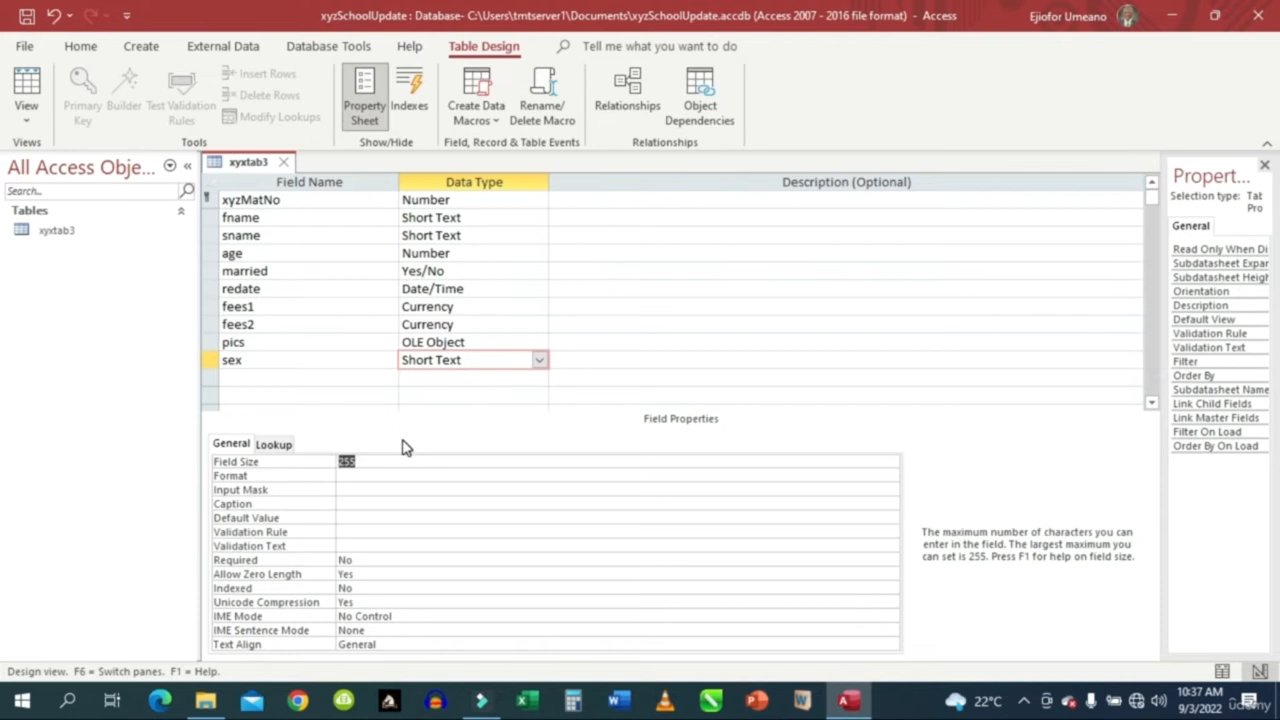 xyzSchoolUpdate : Database- C:\Users\tmtserver1\Documents\xyzSchoolUpdate.accdb (Access 2007 - 2016 file format) - Access
Ejiofor Umeano
File Home Create External Data Database Tools Help Table Design Tell me what you want to do
View
Primary Key
Builder
Test Validation Rules
Insert Rows
Delete Rows
Modify Lookups
Property Sheet
Indexes
Create Data Macros
Rename/ Delete Macro
Relationships
Object Dependencies
Views Tools Show/Hide Field, Record & Table Events Relationships
All Access Obje...
Search...
Tables
xyxtab3
xyxtab3
Field Name Data Type Description (Optional)
xyzMatNo Number
fname Short Text
sname Short Text
age Number
married Yes/No
redate Date/Time
fees1 Currency
fees2 Currency
pics OLE Object
sex Short Text
Field Properties
General Lookup
Field Size 255
Format
Input Mask
Caption
Default Value
Validation Rule
Validation Text
Required No
Allow Zero Length Yes
Indexed No
Unicode Compression Yes
IME Mode No Control
IME Sentence Mode None
Text Align General
The maximum number of characters you can
enter in the field. The largest maximum you
can set is 255. Press F1 for help on field size.
Propert...
Selection type: Tat
Pro
General
Read Only When Di
Subdatasheet Expar
Subdatasheet Heigh
Orientation
Description
Default View
Validation Rule
Validation Text
Filter
Order By
Subdatasheet Name
Link Child Fields
Link Master Fields
Filter On Load
Order By On Load
Design view. F6 = Switch panes. F1 = Help.
22°C
10:37 AM
9/3/2022
udemy